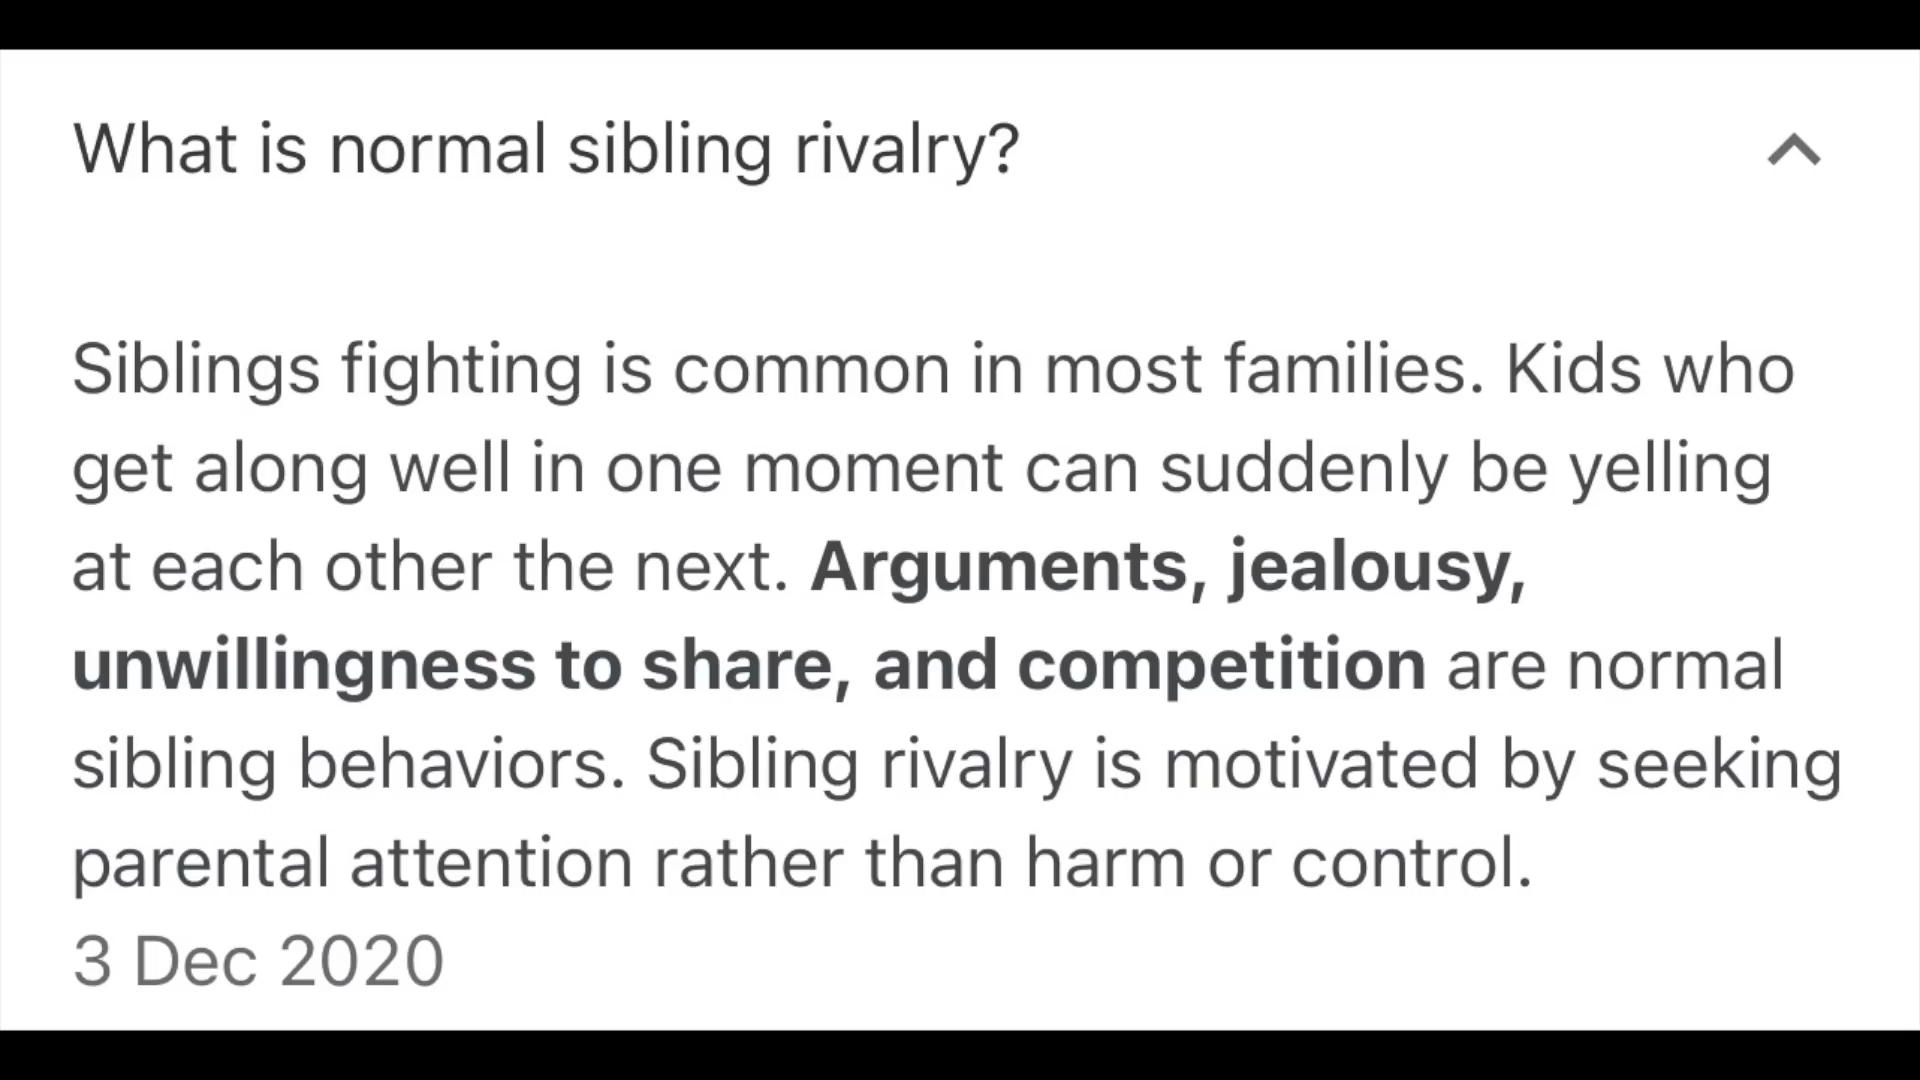 What is normal sibling rivalry?
Siblings fighting is common in most families. Kids who
get along well in one moment can suddenly be yelling
at each other the next. Arguments, jealousy,
unwillingness to share, and competition are normal
sibling behaviors. Sibling rivalry is motivated by seeking
parental attention rather than harm or control.
3 Dec 2020